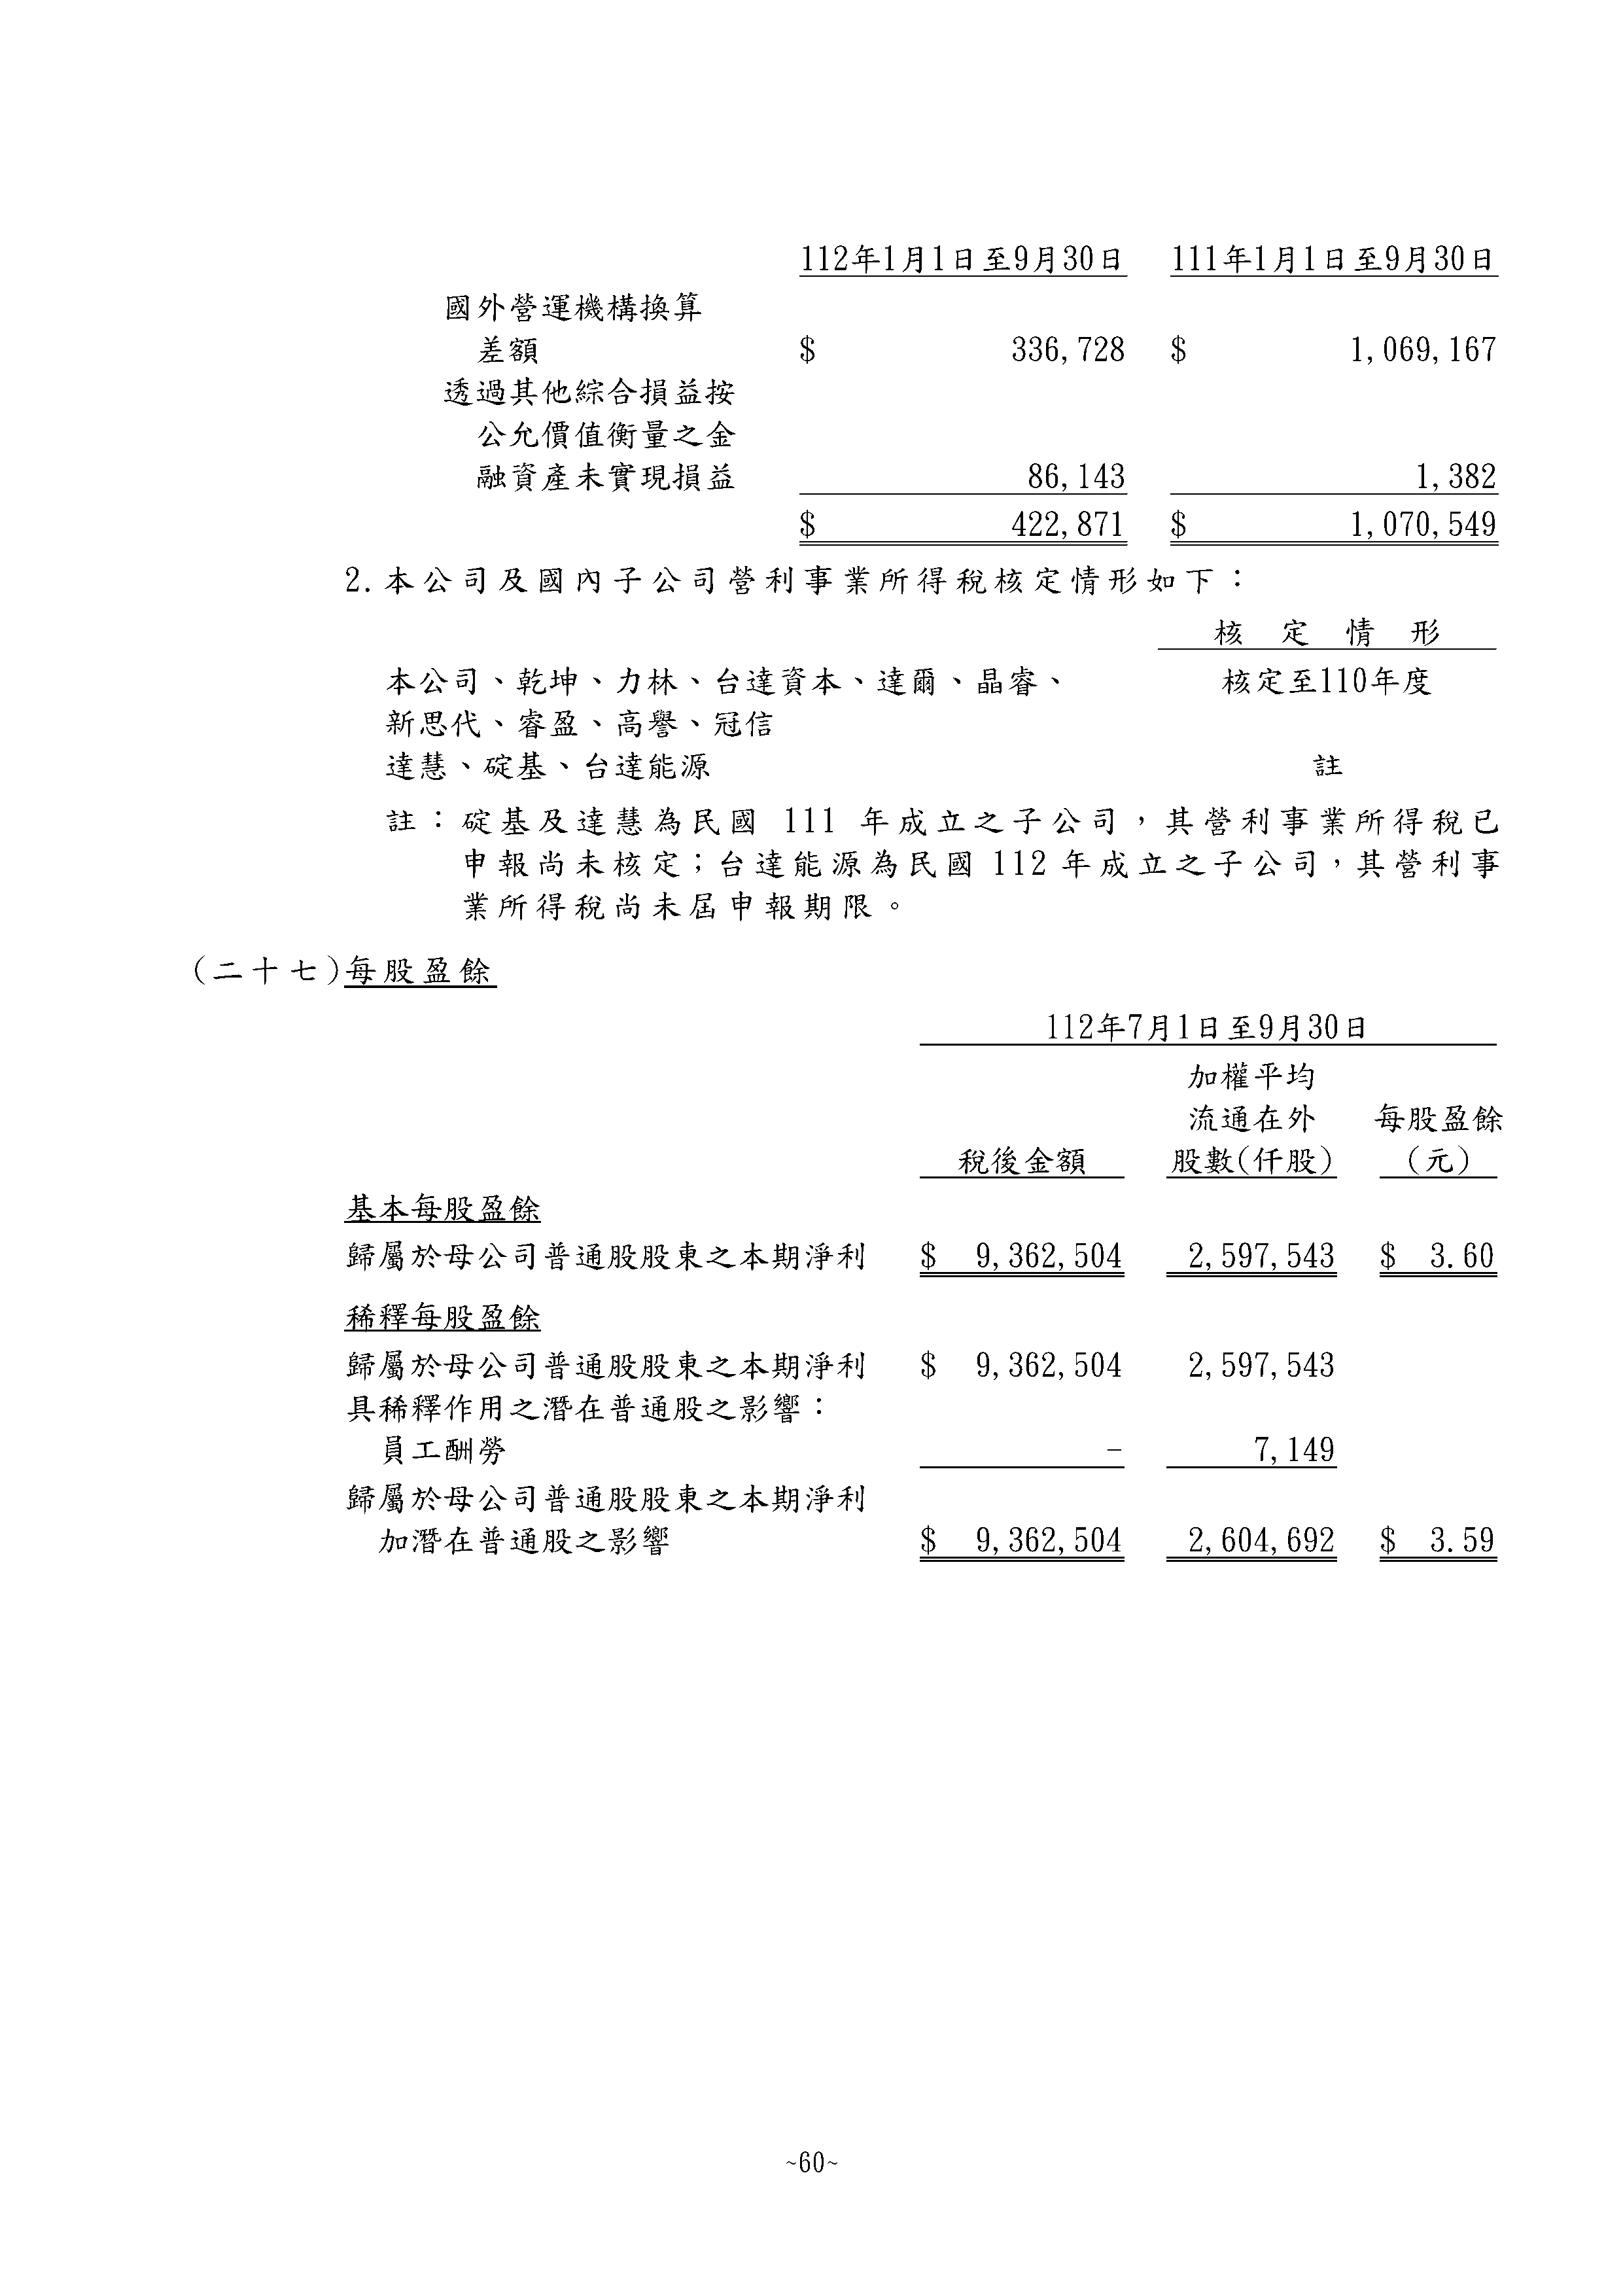 112年1月1日至9月30日 111年1月1日至9月30日
國外營運機構換算
差額 $ 336,728 $ 1,069,167
透過其他綜合損益按
公允價值衡量之金
融資產未實現損益 86,143 1,382
$ 422,871 $ 1,070,549
2.本公司及國內子公司營利事業所得稅核定情形如下：
核 定 情 形
本公司、乾坤、力林、台達資本、達爾、晶睿、 核定至110年度
新思代、睿盈、高譽、冠信
達慧、碇基、台達能源 註
註：碇基及達慧為民國 111 年成立之子公司，其營利事業所得稅已
申報尚未核定；台達能源為民國 112 年成立之子公司，其營利事
業所得稅尚未屆申報期限。
(二十七)每股盈餘
112年7月1日至9月30日
加權平均
流通在外 每股盈餘
稅後金額 股數(仟股) (元)
基本每股盈餘
歸屬於母公司普通股股東之本期淨利 $ 9,362,504 2,597,543 $ 3.60
稀釋每股盈餘
歸屬於母公司普通股股東之本期淨利 $ 9,362,504 2,597,543
具稀釋作用之潛在普通股之影響：
員工酬勞 - 7,149
歸屬於母公司普通股股東之本期淨利
加潛在普通股之影響 $ 9,362,504 2,604,692 $ 3.59
~60~